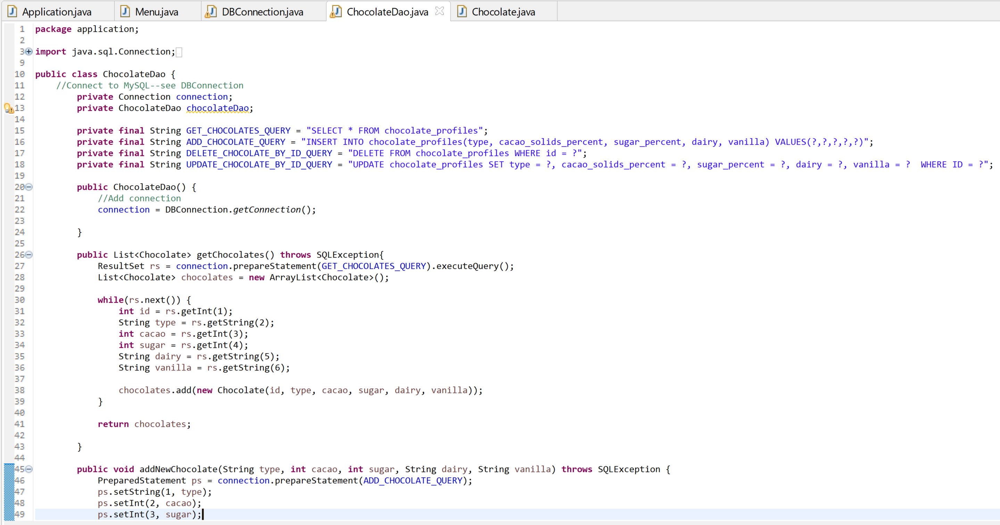 Application.java Menu.java DBConnection.java ChocolateDao.java Chocolate.java
1 package application;
2
3 import java.sql.Connection;
9
10 public class ChocolateDao {
11 //Connect to MySQL--see DBConnection
12 private Connection connection;
13 private ChocolateDao chocolateDao;
14
15 private final String GET_CHOCOLATES_QUERY = "SELECT * FROM chocolate_profiles";
16 private final String ADD_CHOCOLATE_QUERY = "INSERT INTO chocolate_profiles(type, cacao_solids_percent, sugar_percent, dairy, vanilla) VALUES(?,?,?,?,?)";
17 private final String DELETE_CHOCOLATE_BY_ID_QUERY = "DELETE FROM chocolate_profiles WHERE id = ?";
18 private final String UPDATE_CHOCOLATE_BY_ID_QUERY = "UPDATE chocolate_profiles SET type = ?, cacao_solids_percent = ?, sugar_percent = ?, dairy = ?, vanilla = ?  WHERE ID = ?";
19
20 public ChocolateDao() {
21 //Add connection
22 connection = DBConnection.getConnection();
23
24 }
25
26 public List<Chocolate> getChocolates() throws SQLException{
27 ResultSet rs = connection.prepareStatement(GET_CHOCOLATES_QUERY).executeQuery();
28 List<Chocolate> chocolates = new ArrayList<Chocolate>();
29
30 while(rs.next()) {
31 int id = rs.getInt(1);
32 String type = rs.getString(2);
33 int cacao = rs.getInt(3);
34 int sugar = rs.getInt(4);
35 String dairy = rs.getString(5);
36 String vanilla = rs.getString(6);
37
38 chocolates.add(new Chocolate(id, type, cacao, sugar, dairy, vanilla));
39 }
40
41 return chocolates;
42
43 }
44
45 public void addNewChocolate(String type, int cacao, int sugar, String dairy, String vanilla) throws SQLException {
46 PreparedStatement ps = connection.prepareStatement(ADD_CHOCOLATE_QUERY);
47 ps.setString(1, type);
48 ps.setInt(2, cacao);
49 ps.setInt(3, sugar);